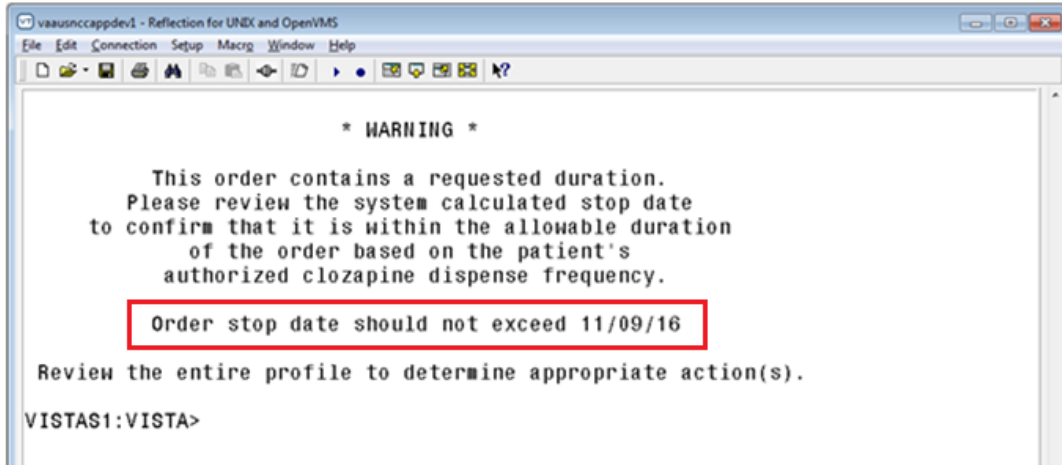 vaausnccappdev1 - Reflection for UNIX and OpenVMS
File Edit Connection Setup Macro Window Help
* WARNING *
This order contains a requested duration.
Please review the system calculated stop date
to confirm that it is within the allowable duration
of the order based on the patient's
authorized clozapine dispense frequency.
Order stop date should not exceed 11/09/16
Review the entire profile to determine appropriate action(s).
VISTAS1:VISTA>